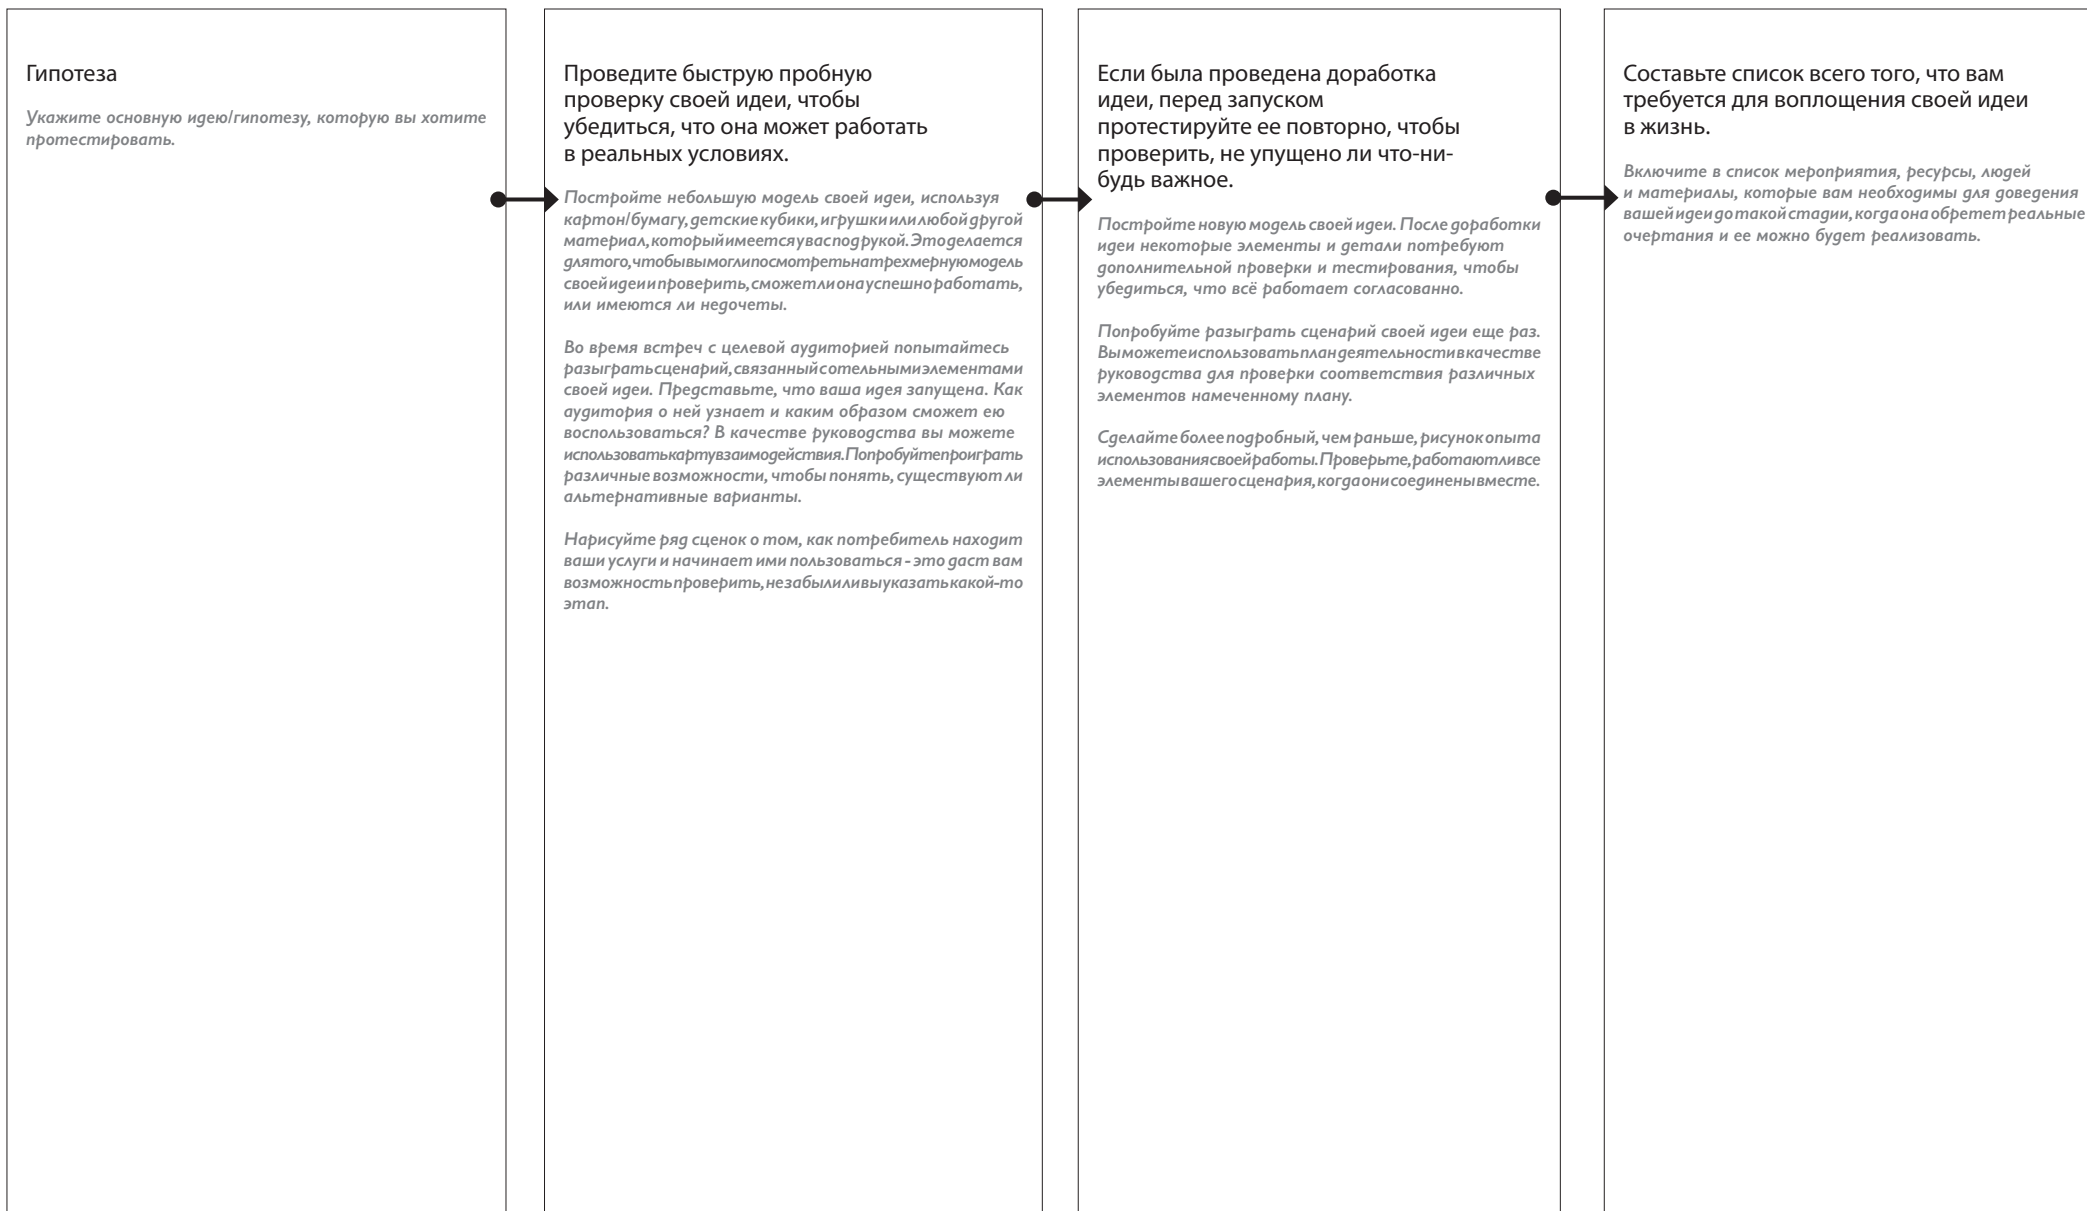 Гипотеза
Укажите основную идею/гипотезу, которую вы хотите
протестировать.
Проведите быструю пробную
проверку своей идеи, чтобы
убедиться, что она может работать
в реальных условиях.
Постройте небольшую модель своей идеи, используя
картон/бумагу, детские кубики, игрушки или любой другой
материал, который имеется у вас под рукой. Это делается
для того, чтобы вы могли посмотреть на трехмерную модель
своей идеи и проверить, сможет ли она успешно работать,
или имеются ли недочеты.
Во время встреч с целевой аудиторией попытайтесь
разыграть сценарий, связанный с отельными элементами
своей идеи. Представьте, что ваша идея запущена. Как
аудитория о ней узнает и каким образом сможет ею
воспользоваться? В качестве руководства вы можете
использовать карту взаимодействия. Попробуйте проиграть
различные возможности, чтобы понять, существуют ли
альтернативные варианты.
Нарисуйте ряд сценок о том, как потребитель находит
ваши услуги и начинает ими пользоваться - это даст вам
возможность проверить, не забыли ли вы указать какой-то
этап.
Если была проведена доработка
идеи, перед запуском
протестируйте ее повторно, чтобы
проверить, не упущено ли что-ни-
будь важное.
Постройте новую модель своей идеи. После доработки
идеи некоторые элементы и детали потребуют
дополнительной проверки и тестирования, чтобы
убедиться, что всё работает согласованно.
Попробуйте разыграть сценарий своей идеи еще раз.
Вы можете использовать план деятельности в качестве
руководства для проверки соответствия различных
элементов намеченному плану.
Сделайте более подробный, чем раньше, рисунок опыта
использования своей работы. Проверьте, работают ли все
элементы вашего сценария, когда они соединены вместе.
Составьте список всего того, что вам
требуется для воплощения своей идеи
в жизнь.
Включите в список мероприятия, ресурсы, людей
и материалы, которые вам необходимы для доведения
вашей идеи до такой стадии, когда она обретет реальные
очертания и ее можно будет реализовать.